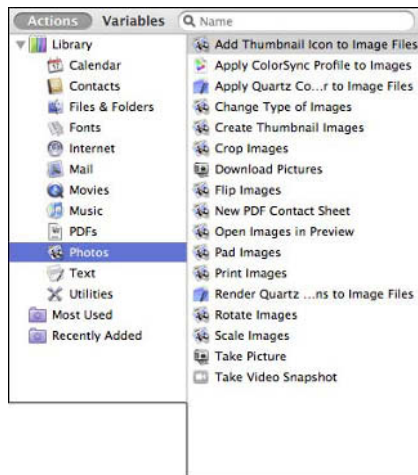 Actions Variables Name
Library
Calendar
Contacts
Files & Folders
Fonts
Internet
Mail
Movies
Music
PDFs
Photos
Text
Utilities
Most Used
Recently Added
Add Thumbnail Icon to Image Files
Apply ColorSync Profile to Images
Apply Quartz Co...r to Image Files
Change Type of Images
Create Thumbnail Images
Crop Images
Download Pictures
Flip Images
New PDF Contact Sheet
Open Images in Preview
Pad Images
Print Images
Render Quartz ...ns to Image Files
Rotate Images
Scale Images
Take Picture
Take Video Snapshot